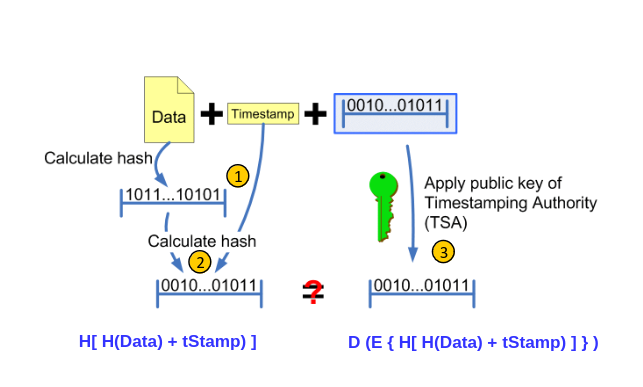 Data + Timestamp + 0010...01011
Calculate hash
1
1011...10101
Apply public key of
Timestamping Authority
(TSA)
Calculate hash
2
3
0010...01011 = ? 0010...01011
H[ H(Data) + tStamp) ]
D (E { H[ H(Data) + tStamp) ] } )